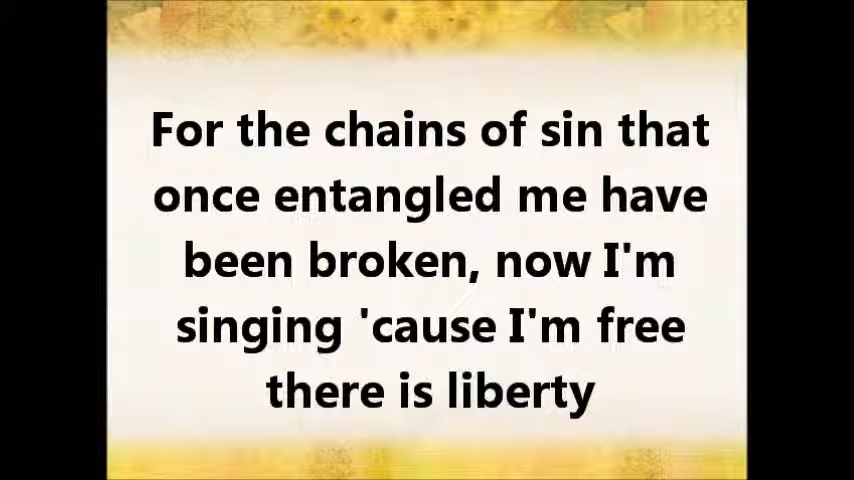 For the chains of sin that
once entangled me have
been broken, now I'm
singing 'cause I'm free
there is liberty